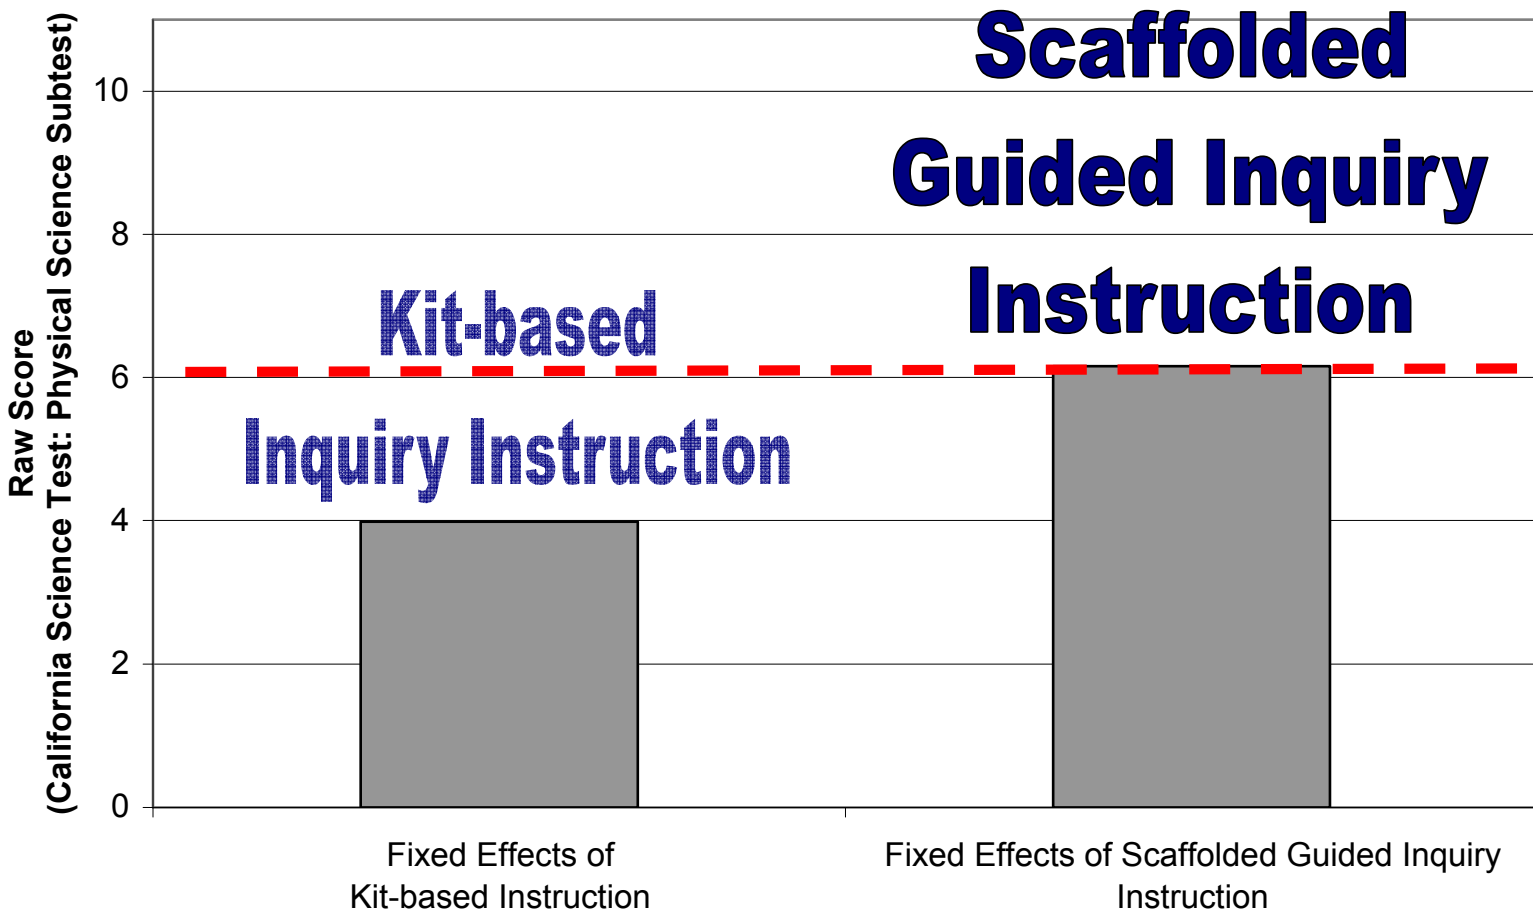 Raw Score
(California Science Test: Physical Science Subtest)
10
8
6
4
2
0
Kit-based
Inquiry Instruction
Scaffolded
Guided Inquiry
Instruction
Fixed Effects of
Kit-based Instruction
Fixed Effects of Scaffolded Guided Inquiry
Instruction